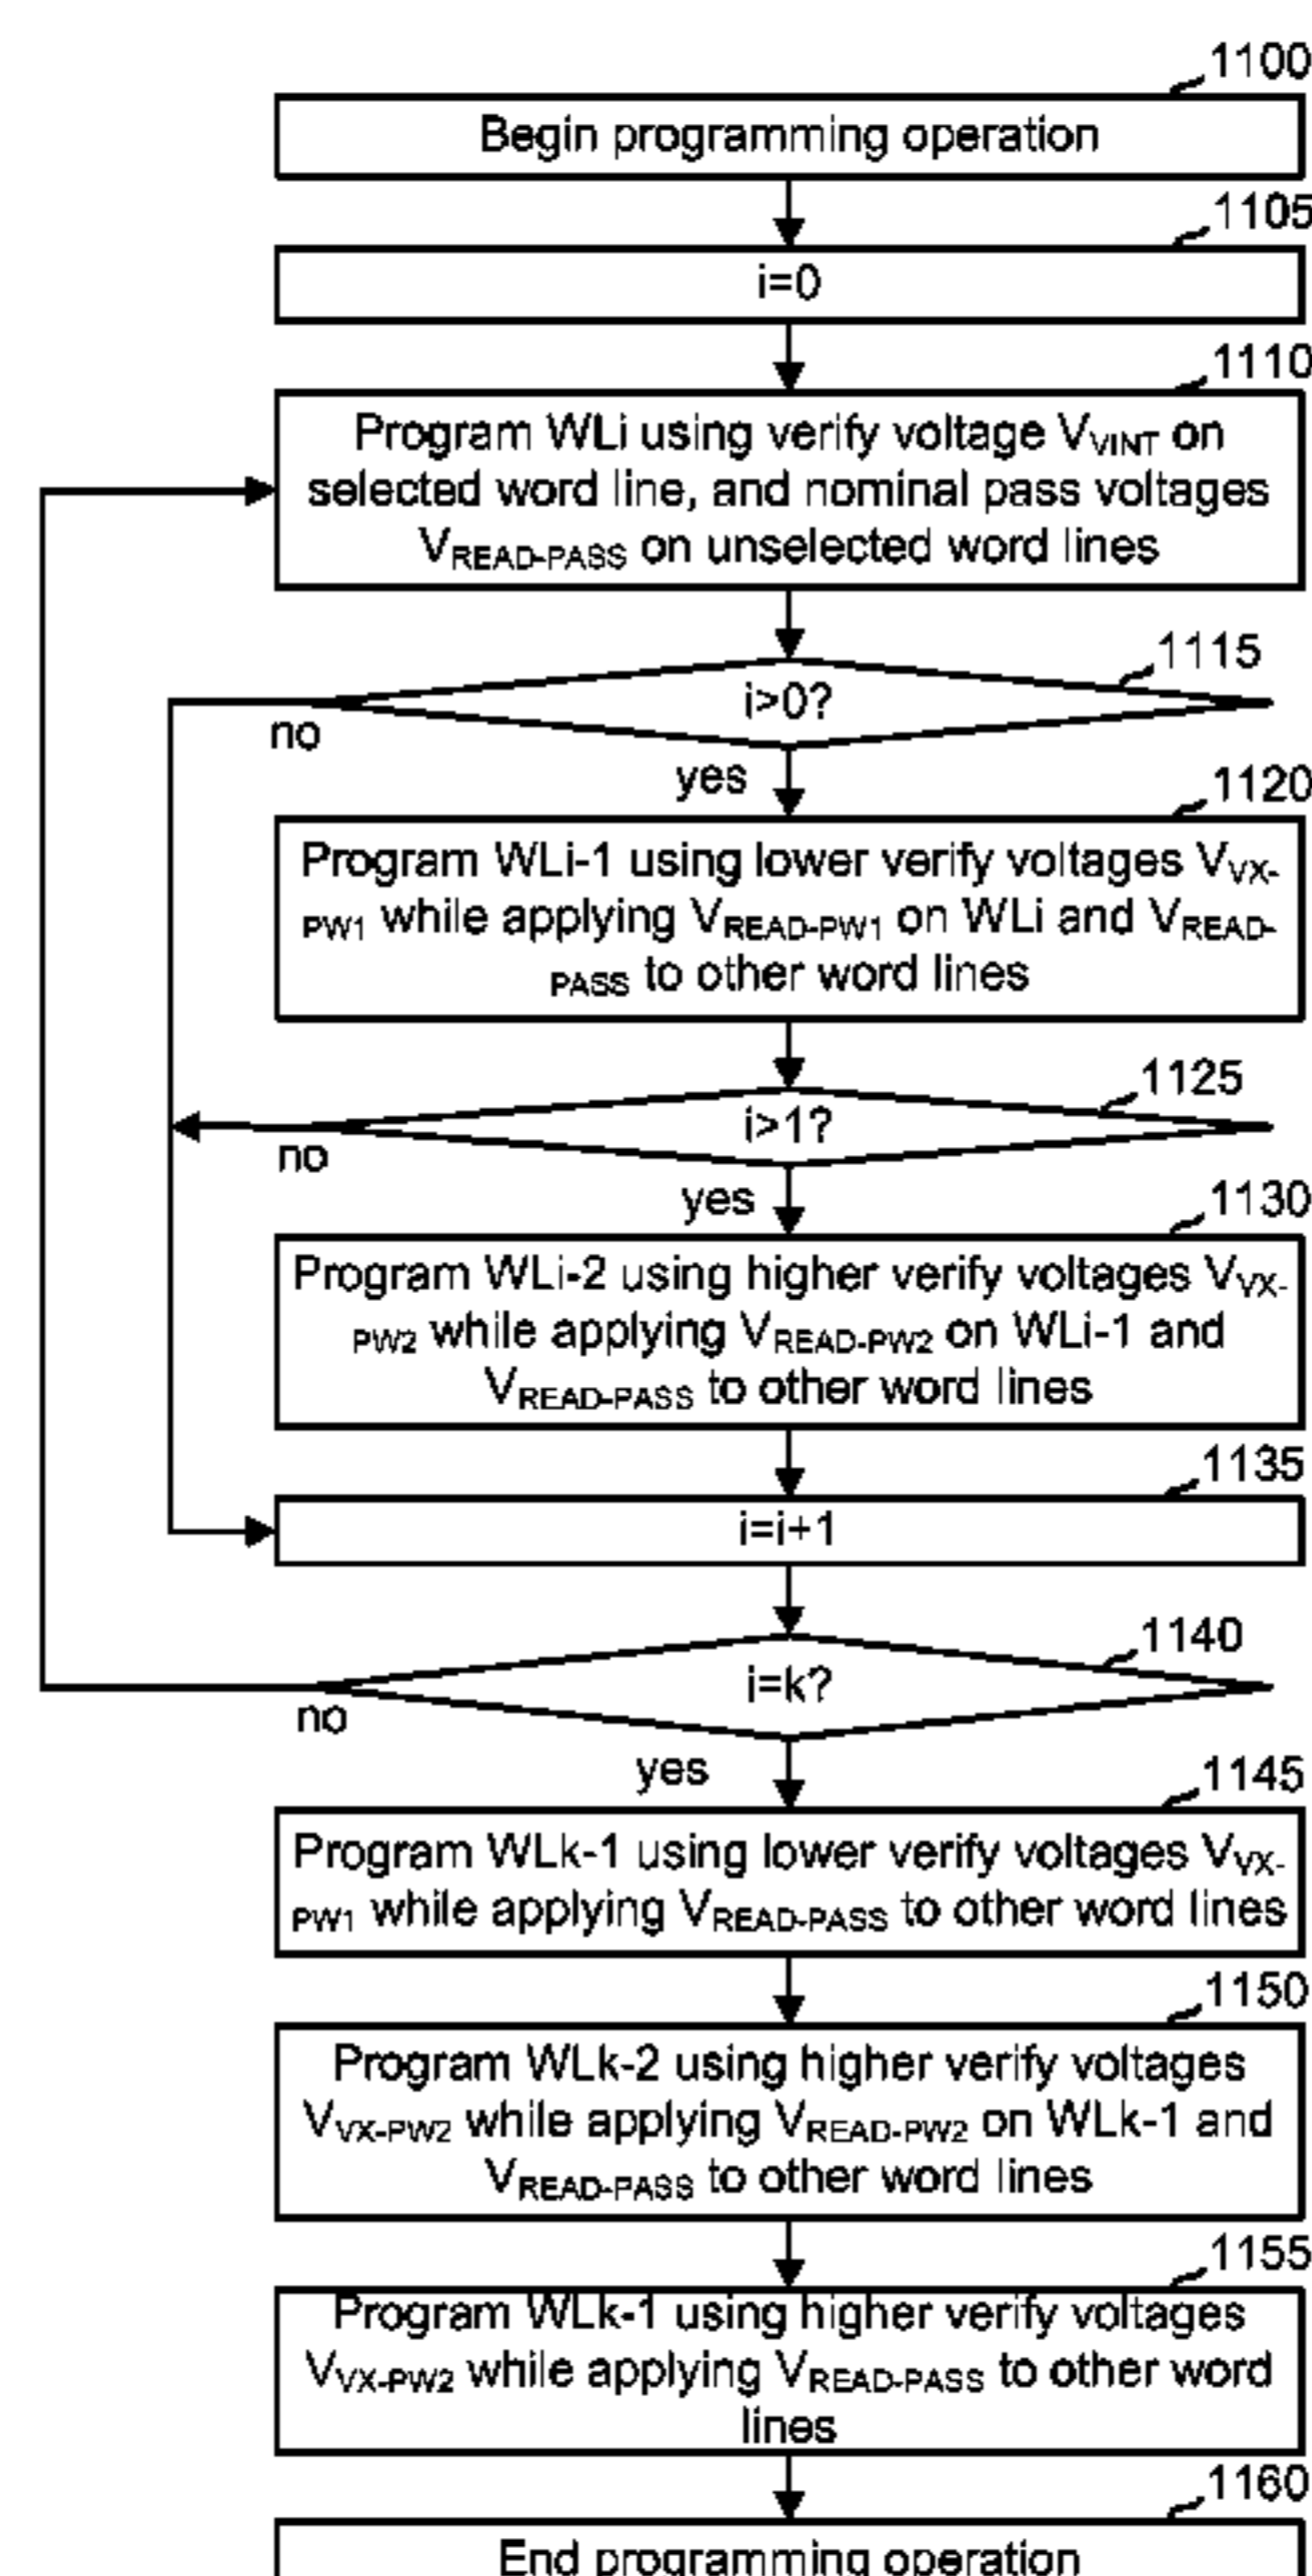 1100
Begin programming operation
1105
i=0
1110
Program WLi using verify voltage VVINT on
selected word line, and nominal pass voltages
VREAD-PASS on unselected word lines
1115
i>0?
no
yes
1120
Program WLi-1 using lower verify voltages VVX-
PW1 while applying VREAD-PW1 on WLi and VREAD-
PASS to other word lines
1125
i>1?
no
yes
1130
Program WLi-2 using higher verify voltages VVX-
PW2 while applying VREAD-PW2 on WLi-1 and
VREAD-PASS to other word lines
1135
i=i+1
1140
i=k?
no
yes
1145
Program WLk-1 using lower verify voltages VVX-
PW1 while applying VREAD-PASS to other word lines
1150
Program WLk-2 using higher verify voltages
VVX-PW2 while applying VREAD-PW2 on WLk-1 and
VREAD-PASS to other word lines
1155
Program WLk-1 using higher verify voltages
VVX-PW2 while applying VREAD-PASS to other word
lines
1160
End programming operation